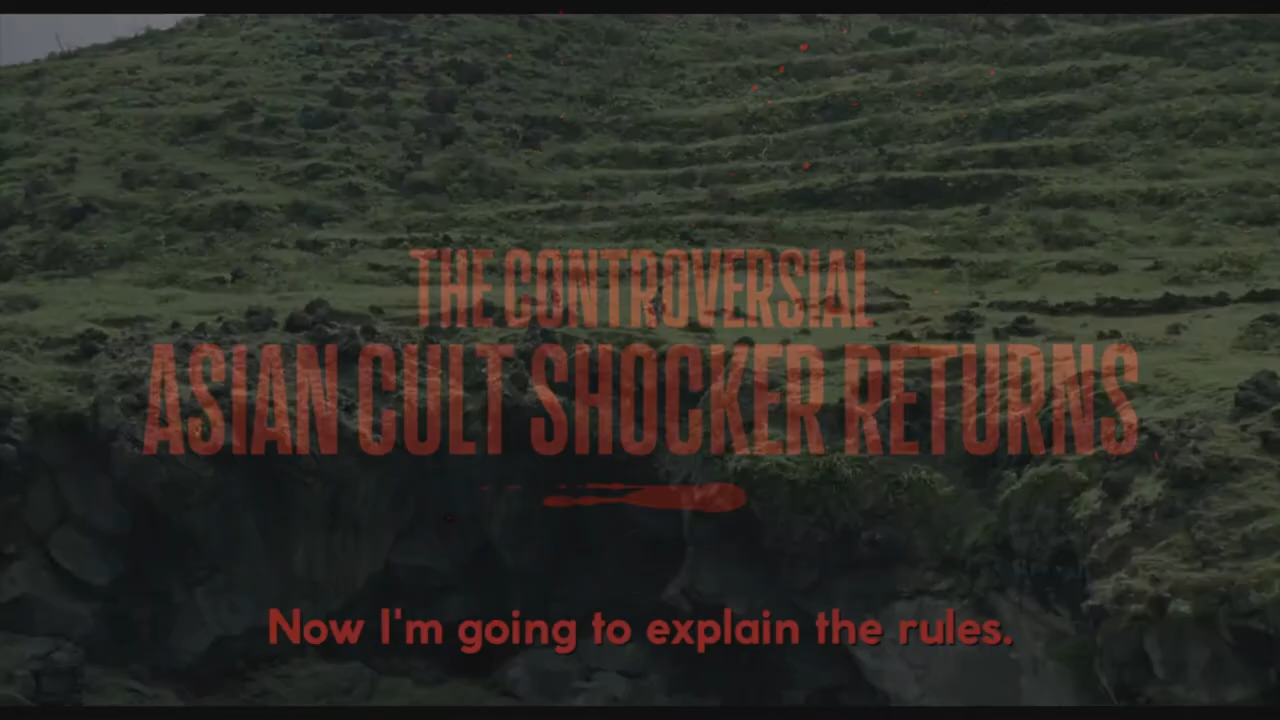 THE CONTROVERSIAL
ASIAN CULT SHOCKER RETURNS
Now I'm going to explain the rules.